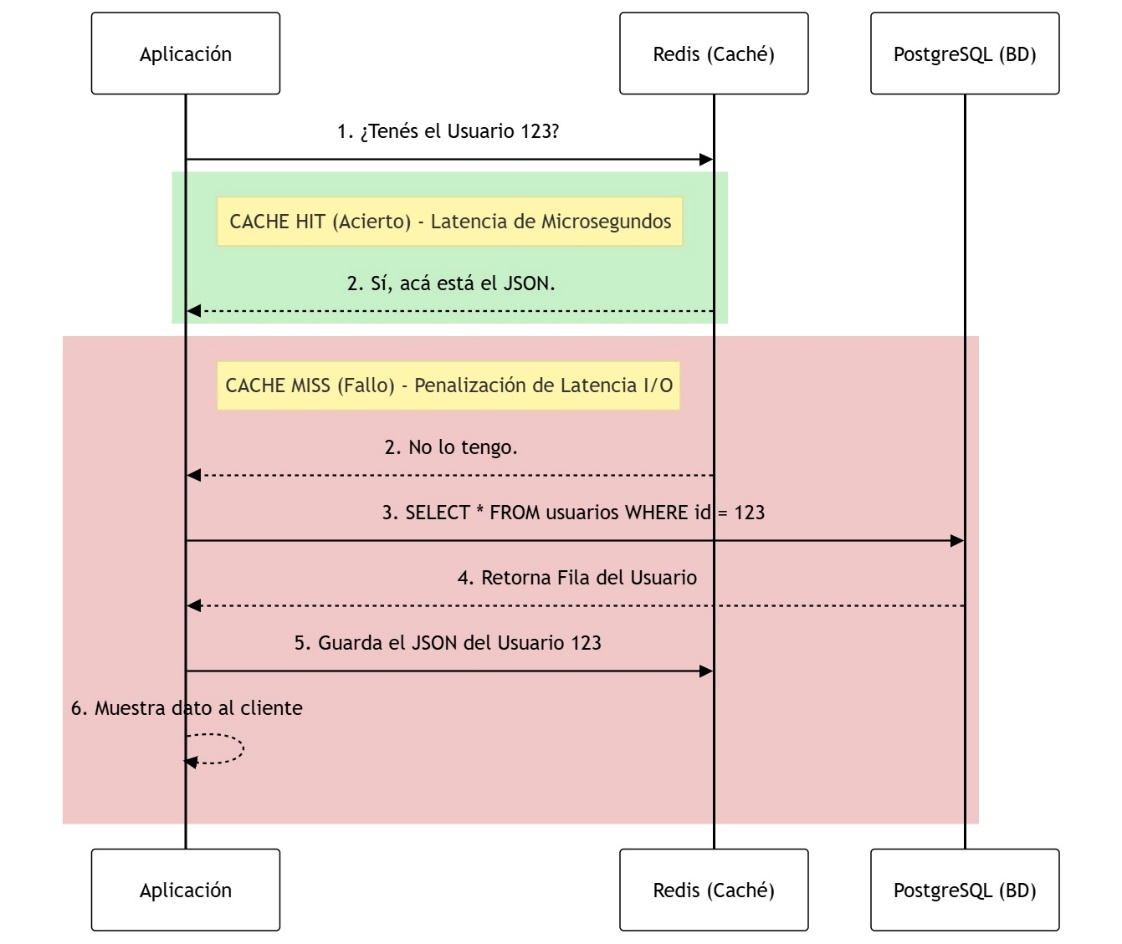 Aplicación
Redis (Caché)
PostgreSQL (BD)
1. ¿Tenés el Usuario 123?
CACHE HIT (Acierto) - Latencia de Microsegundos
2. Sí, acá está el JSON.
CACHE MISS (Fallo) - Penalización de Latencia I/O
2. No lo tengo.
3. SELECT * FROM usuarios WHERE id = 123
4. Retorna Fila del Usuario
5. Guarda el JSON del Usuario 123
6. Muestra dato al cliente
Aplicación
Redis (Caché)
PostgreSQL (BD)